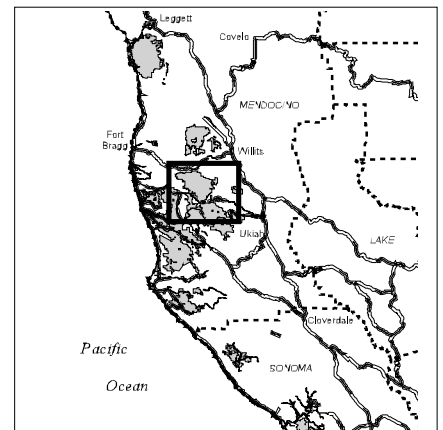 Leggett
Covelo
MENDOCINO
Fort
Bragg
Willits
Ukiah
LAKE
Cloverdale
Pacific
Ocean
SONOMA